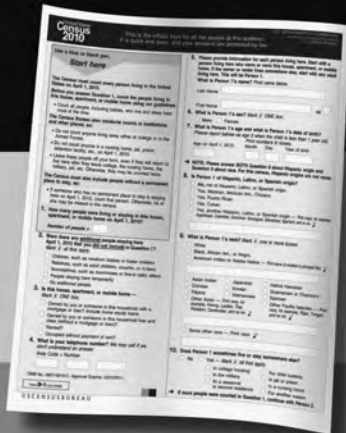 U.S. Census
2010
This is the official form for all the people at this address.
It is quick and easy, and your answers are protected by law.
Use a blue or black pen.
Start here
The Census must count every person living in the United
States on April 1, 2010.
Before you answer Question 1, count the people living in
this house, apartment, or mobile home using our guidelines.
• Count all people, including babies, who live and sleep here
most of the time.
The Census Bureau also conducts counts in institutions
and other places, so:
• Do not count anyone living away either at college or in the
Armed Forces.
• Do not count anyone in a nursing home, jail, prison,
detention facility, etc., on April 1, 2010.
• Leave these people off your form, even if they will return to
live here after they leave college, the nursing home, the
military, jail, etc. Otherwise, they may be counted twice.
The Census must also include people without a permanent
place to stay, so:
• If someone who has no permanent place to stay is staying
here on April 1, 2010, count that person. Otherwise, he or
she may be missed in the census.
1. How many people were living or staying in this house,
apartment, or mobile home on April 1, 2010?
Number of people =
2. Were there any additional people staying here
April 1, 2010 that you did not include in Question 1?
Mark X all that apply.
Children, such as newborn babies or foster children
Relatives, such as adult children, cousins, or in-laws
Nonrelatives, such as roommates or live-in baby sitters
People staying here temporarily
No additional people
3. Is this house, apartment, or mobile home —
Mark X ONE box.
Owned by you or someone in this household with a
mortgage or loan? Include home equity loans.
Owned by you or someone in this household free and
clear (without a mortgage or loan)?
Rented?
Occupied without payment of rent?
4. What is your telephone number? We may call if we
don't understand an answer.
Area Code + Number
USCENSUSBUREAU
5. Please provide information for each person living here. Start with a
person living here who owns or rents this house, apartment, or mobile
home. If the owner or renter lives somewhere else, start with any adult
living here. This will be Person 1.
What is Person 1's name? Print name below.
Last Name
First Name
MI
6. What is Person 1's sex? Mark X ONE box.
Male Female
7. What is Person 1's age and what is Person 1's date of birth?
Please report babies as age 0 when the child is less than 1 year old.
Print numbers in boxes.
Age on April 1, 2010 Month Day Year of birth
→ NOTE: Please answer BOTH Question 8 about Hispanic origin and
Question 9 about race. For this census, Hispanic origins are not races.
8. Is Person 1 of Hispanic, Latino, or Spanish origin?
No, not of Hispanic, Latino, or Spanish origin
Yes, Mexican, Mexican Am., Chicano
Yes, Puerto Rican
Yes, Cuban
Yes, another Hispanic, Latino, or Spanish origin
9. What is Person 1's race? Mark X one or more boxes.
White
Black, African Am., or Negro
American Indian or Alaska Native
Asian Indian Japanese Native Hawaiian
Chinese Korean Guamanian or Chamorro
Filipino Vietnamese Samoan
Some other race — Print race.
10. Does Person 1 sometimes live or stay somewhere else?
No Yes — Mark X all that apply.
In college housing For child custody
In the military In jail or prison
At a seasonal In a nursing home
or second residence For another reason
→ If more people were counted in Question 1, continue with Person 2.